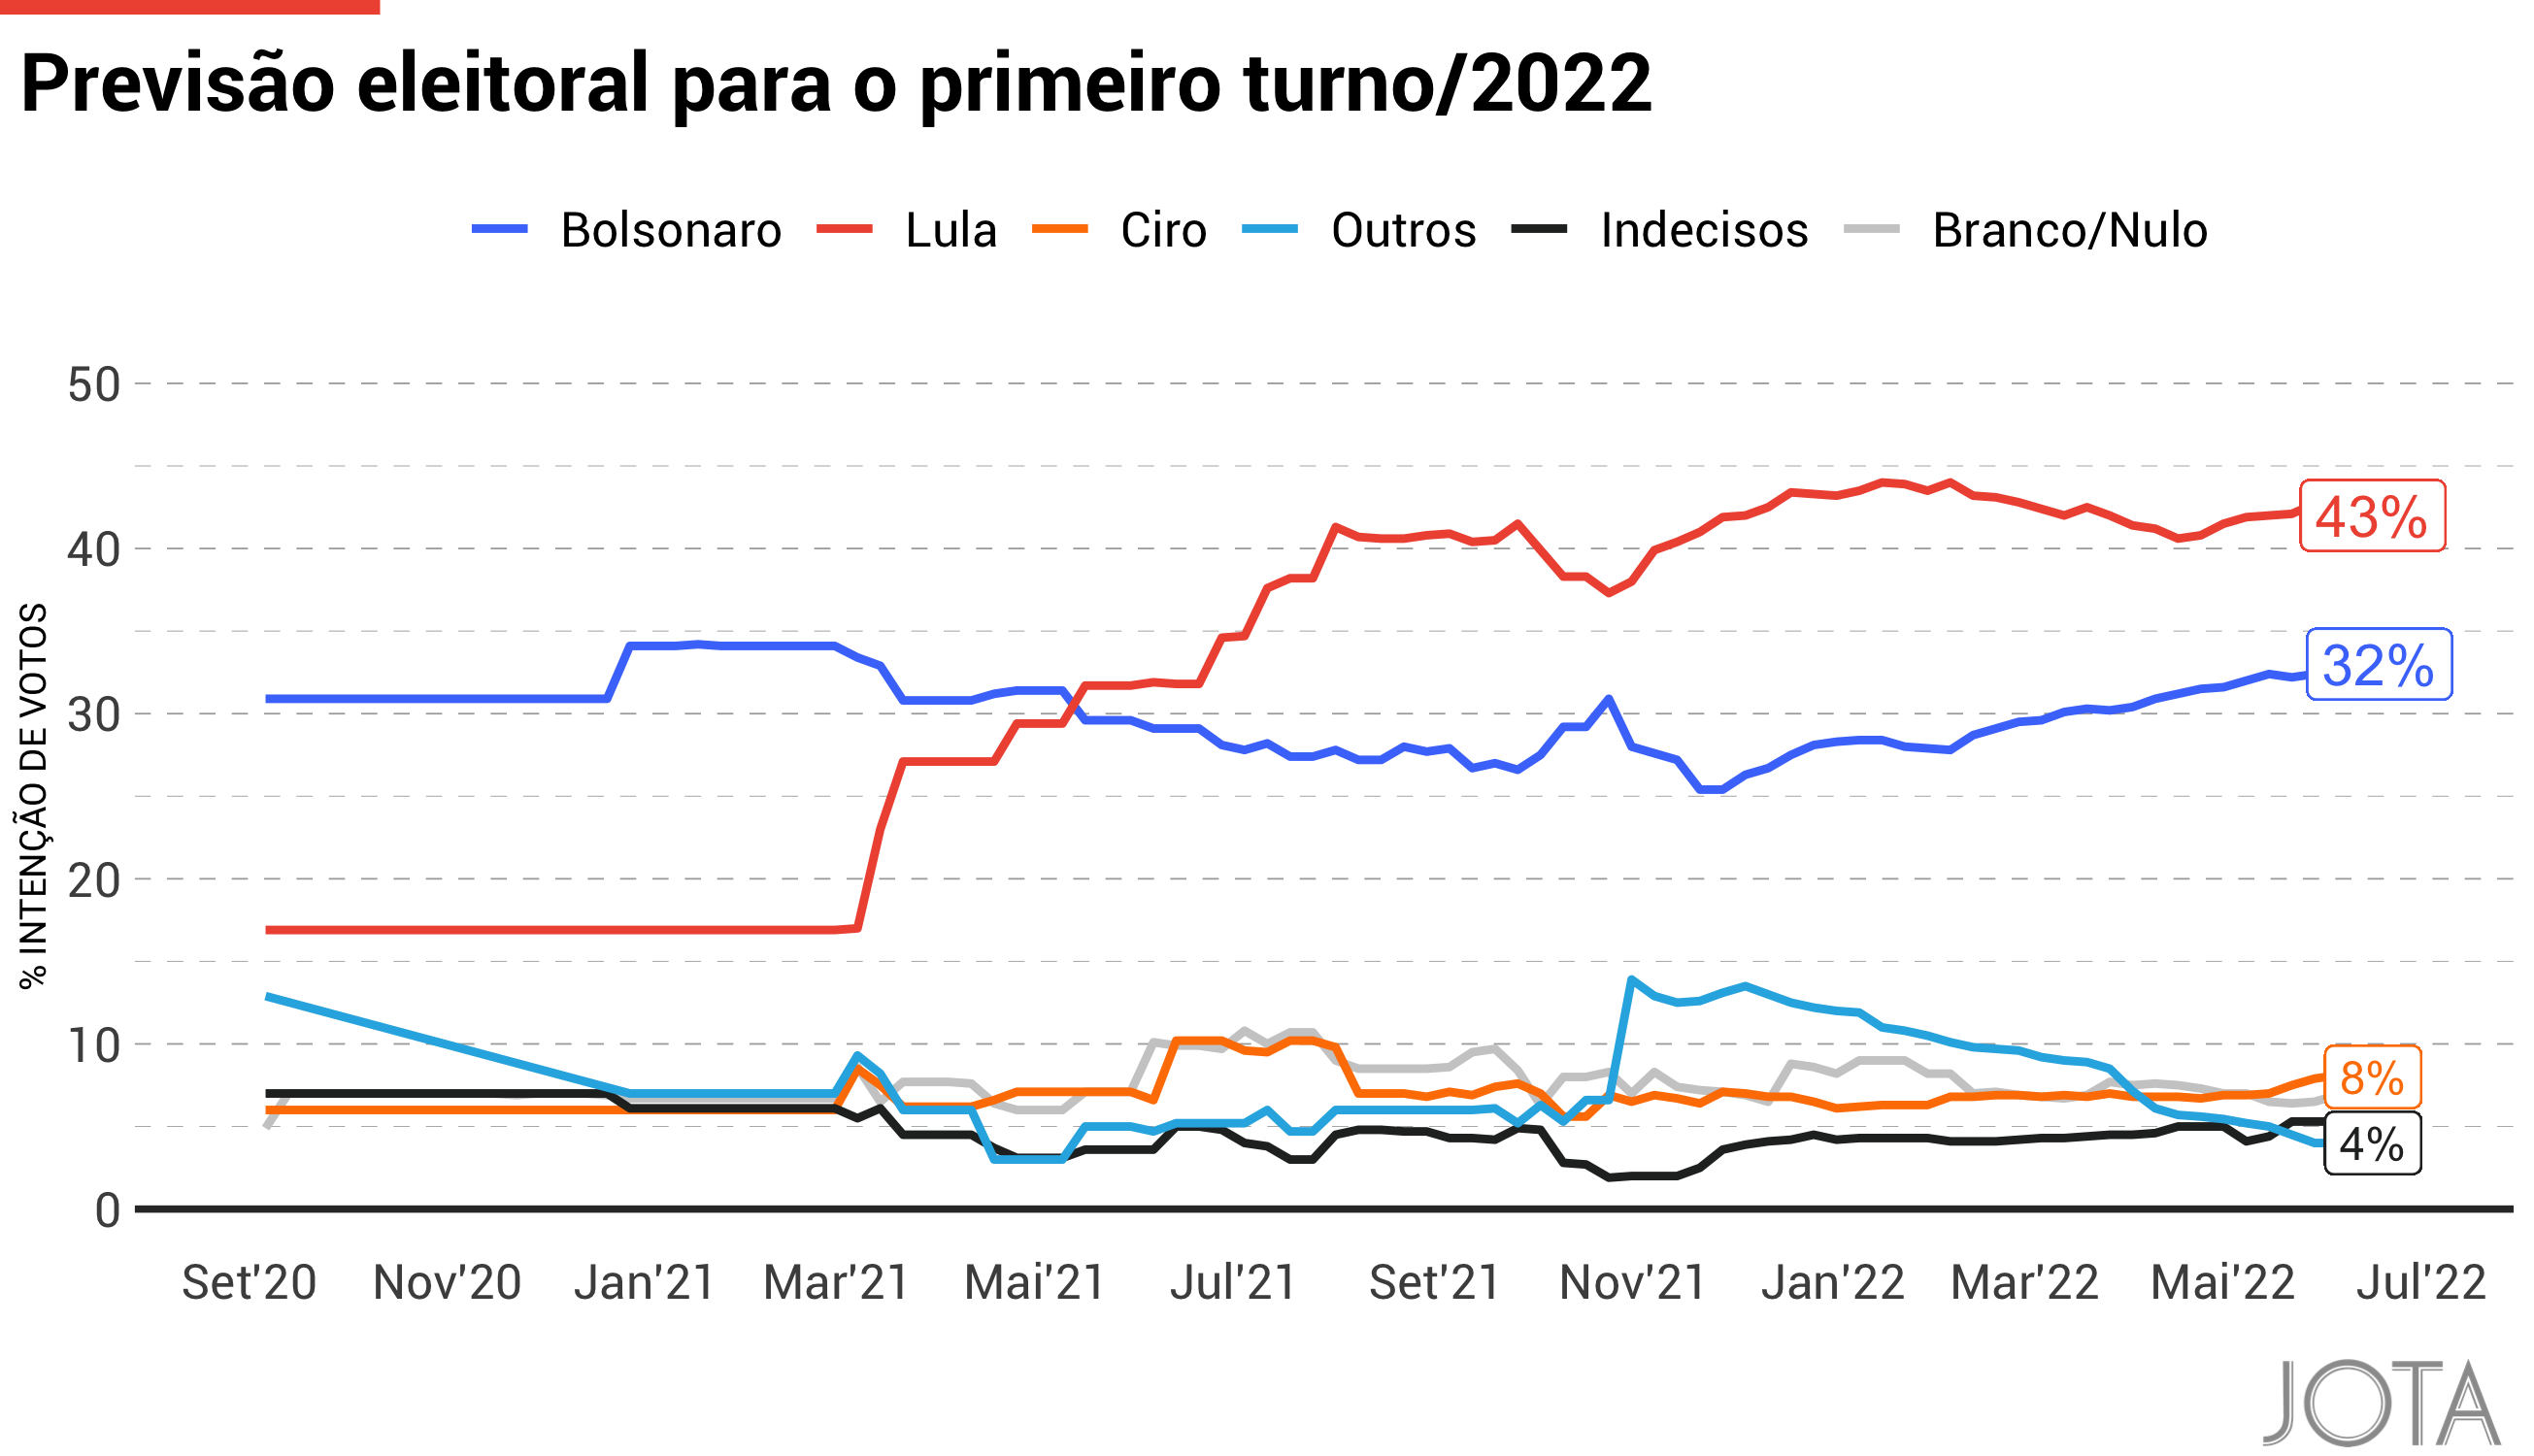 Previsão eleitoral para o primeiro turno/2022
Bolsonaro Lula Ciro Outros Indecisos Branco/Nulo
% INTENÇÃO DE VOTOS
50
40
30
20
10
0
43%
32%
8%
4%
Set'20 Nov'20 Jan'21 Mar'21 Mai'21 Jul'21 Set'21 Nov'21 Jan'22 Mar'22 Mai'22 Jul'22
JOTA